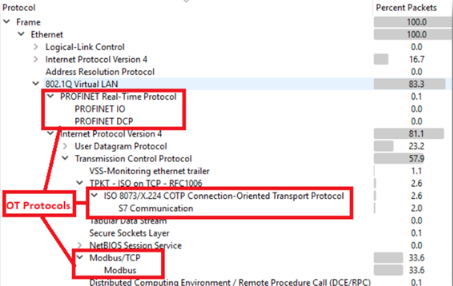 Protocol Percent Packets
Frame 100.0
Ethernet 100.0
Logical-Link Control 0.0
Internet Protocol Version 4 16.7
Address Resolution Protocol 0.0
802.1Q Virtual LAN 83.3
PROFINET Real-Time Protocol 0.1
PROFINET IO 0.0
PROFINET DCP 0.0
Internet Protocol Version 4 81.1
User Datagram Protocol 23.2
Transmission Control Protocol 57.9
VSS-Monitoring ethernet trailer 1.1
TPKT - ISO on TCP - RFC1006 2.6
ISO 8073/X.224 COTP Connection-Oriented Transport Protocol 2.6
S7 Communication 2.0
OT Protocols
Tabular Data Stream 0.0
Secure Sockets Layer 0.1
NetBIOS Session Service 0.0
Modbus/TCP 33.6
Modbus 33.6
Distributed Computing Environment / Remote Procedure Call (DCE/RPC) 0.0